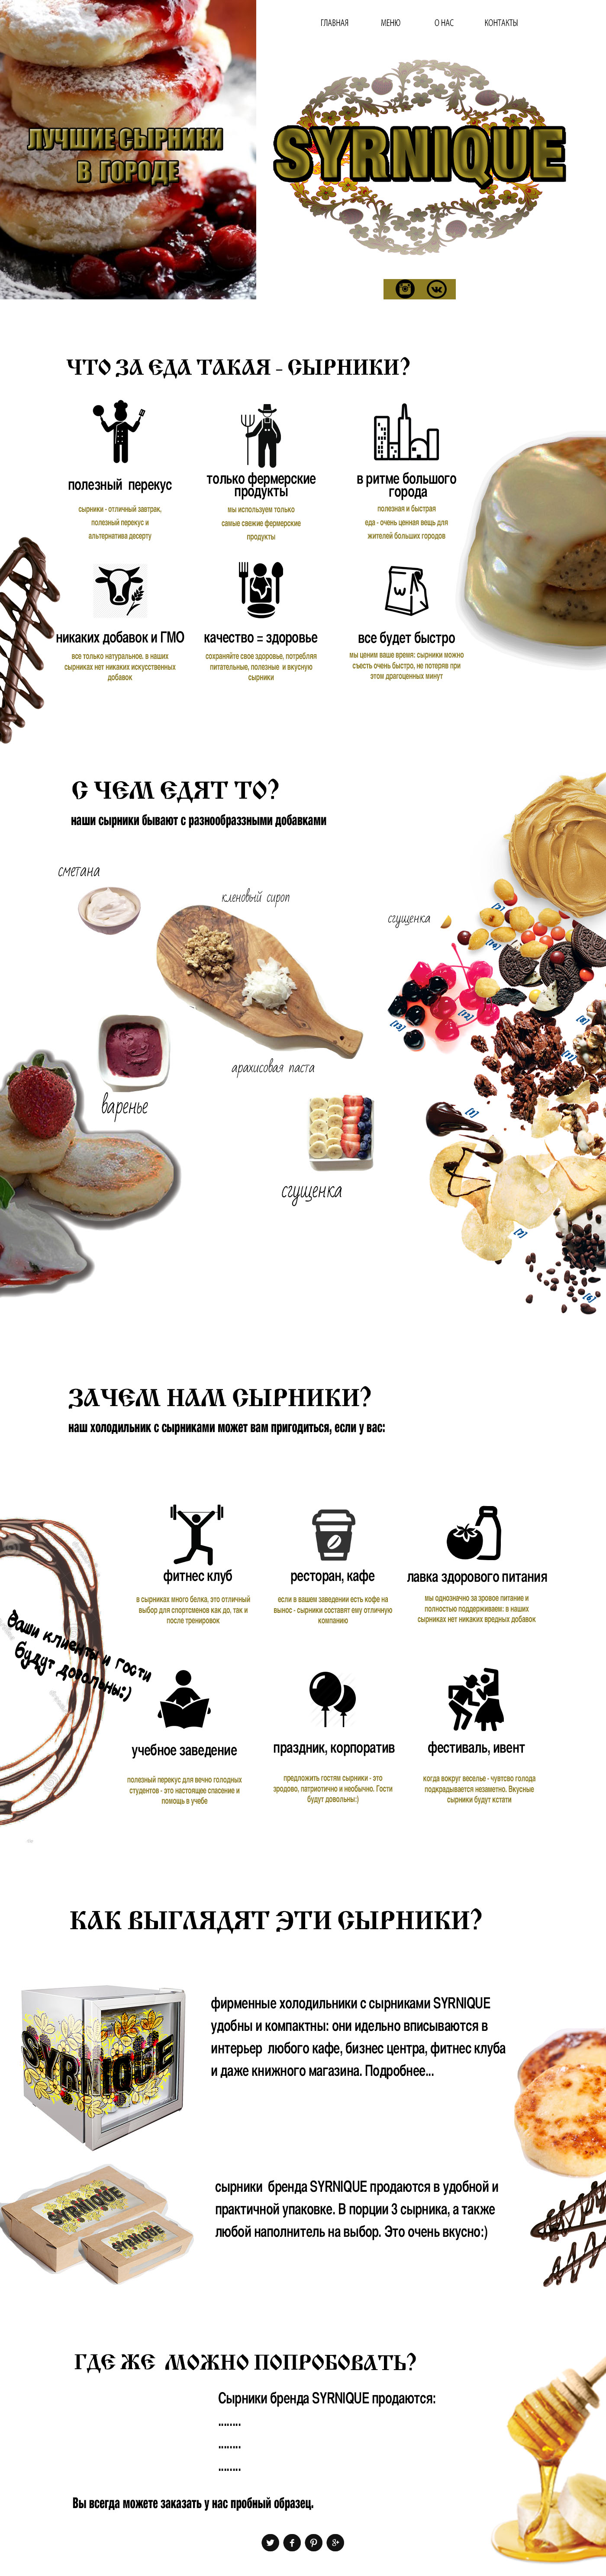 ГЛАВНАЯ МЕНЮ О НАС КОНТАКТЫ
ЛУЧШИЕ СЫРНИКИ
В ГОРОДЕ
SYRNIQUE
ЧТО ЗА ЕДА ТАКАЯ - СЫРНИКИ?
полезный перекус
сырники - отличный завтрак,
полезный перекус и
альтернатива десерту
только фермерские
продукты
мы используем только
самые свежие фермерские
продукты
в ритме большого
города
полезная и быстрая
еда - очень ценная вещь для
жителей больших городов
никаких добавок и ГМО
все только натуральное. в наших
сырниках нет никаких искусственных
добавок
качество = здоровье
сохраняйте свое здоровье, потребляя
питательные, полезные и вкусную
сырники
W
все будет быстро
мы ценим ваше время: сырники можно
съесть очень быстро, не потеряв при
этом драгоценных минут
С ЧЕМ ЕДЯТ ТО?
наши сырники бывают с разнообраззными добавками
сметана
кленовый сироп
сгущенка
варенье
арахисовая паста
сгущенка
ЗАЧЕМ НАМ СЫРНИКИ?
наш холодильник с сырниками может вам пригодиться, если у вас:
фитнес клуб
в сырниках много белка, это отличный
выбор для спортсменов как до, так и
после тренировок
ресторан, кафе
если в вашем заведении есть кофе на
вынос - сырники составят ему отличную
компанию
лавка здорового питания
мы однозначно за зровое питание и
полностью поддерживаем: в наших
сырниках нет никаких вредных добавок
Ваши клиенты и гости
будут довольны:)
учебное заведение
полезный перекус для вечно голодных
студентов - это настоящее спасение и
помощь в учебе
праздник, корпоратив
предложить гостям сырники - это
зродово, патриотично и необычно. Гости
будут довольны:)
фестиваль, ивент
когда вокруг веселье - чувтсво голода
подкрадывается незаметно. Вкусные
сырники будут кстати
КАК ВЫГЛЯДЯТ ЭТИ СЫРНИКИ?
SYRNIQUE
фирменные холодильники с сырниками SYRNIQUE
удобны и компактны: они идельно вписываются в
интерьер любого кафе, бизнес центра, фитнес клуба
и даже книжного магазина. Подробнее...
SYRNIQUE
SYRNIQUE
сырники бренда SYRNIQUE продаются в удобной и
практичной упаковке. В порции 3 сырника, а также
любой наполнитель на выбор. Это очень вкусно:)
ГДЕ ЖЕ МОЖНО ПОПРОБОВАТЬ?
Сырники бренда SYRNIQUE продаются:
........
........
........
Вы всегда можете заказать у нас пробный образец.